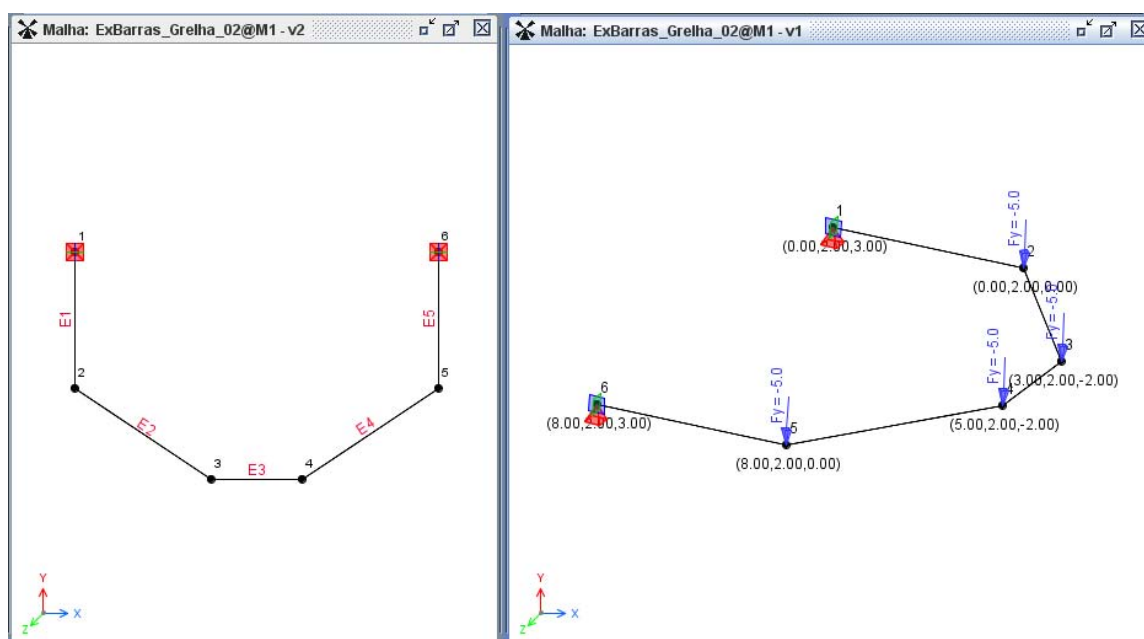 Malha: ExBarras_Grelha_02@M1 - v2
1
6
E1
E5
2
5
E2
E4
3
4
E3
Y
X
Z
Malha: ExBarras_Grelha_02@M1 - v1
1
(0.00,2.00,3.00)
Fy = -5.0
2
(0.00,2.00,0.00)
Fy = -5.0
3
(3.00,2.00,-2.00)
Fy = -5.0
4
(5.00,2.00,-2.00)
6
(8.00,2.00,3.00)
Fy = -5.0
5
(8.00,2.00,0.00)
Y
X
Z